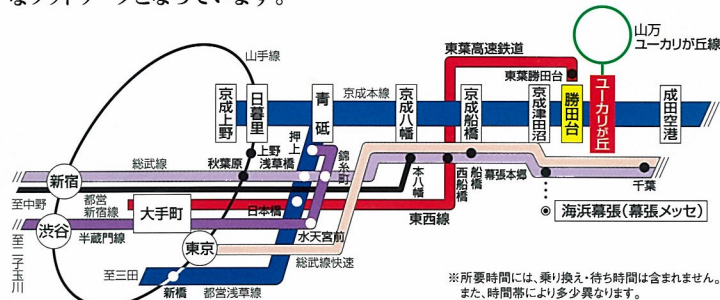 なフットワークとなっています。
山手線
東葉高速鉄道
山万
ユーカリが丘線
東葉勝田台
京成本線
京成上野
日暮里
青砥
京成八幡
京成船橋
京成津田沼
勝田台
ユーカリが丘
成田空港
押上
上野
浅草橋
秋葉原
総武線
錦糸町
新宿
至中野
都営
新宿線
大手町
日本橋
本八幡
西船橋
船橋
幕張本郷
千葉
海浜幕張(幕張メッセ)
東西線
渋谷
半蔵門線
水天宮前
東京
総武線快速
至二子玉川
至三田
新橋
都営浅草線
※所要時間には、乗り換え・待ち時間は含まれません。
また、時間帯により多少異なります。